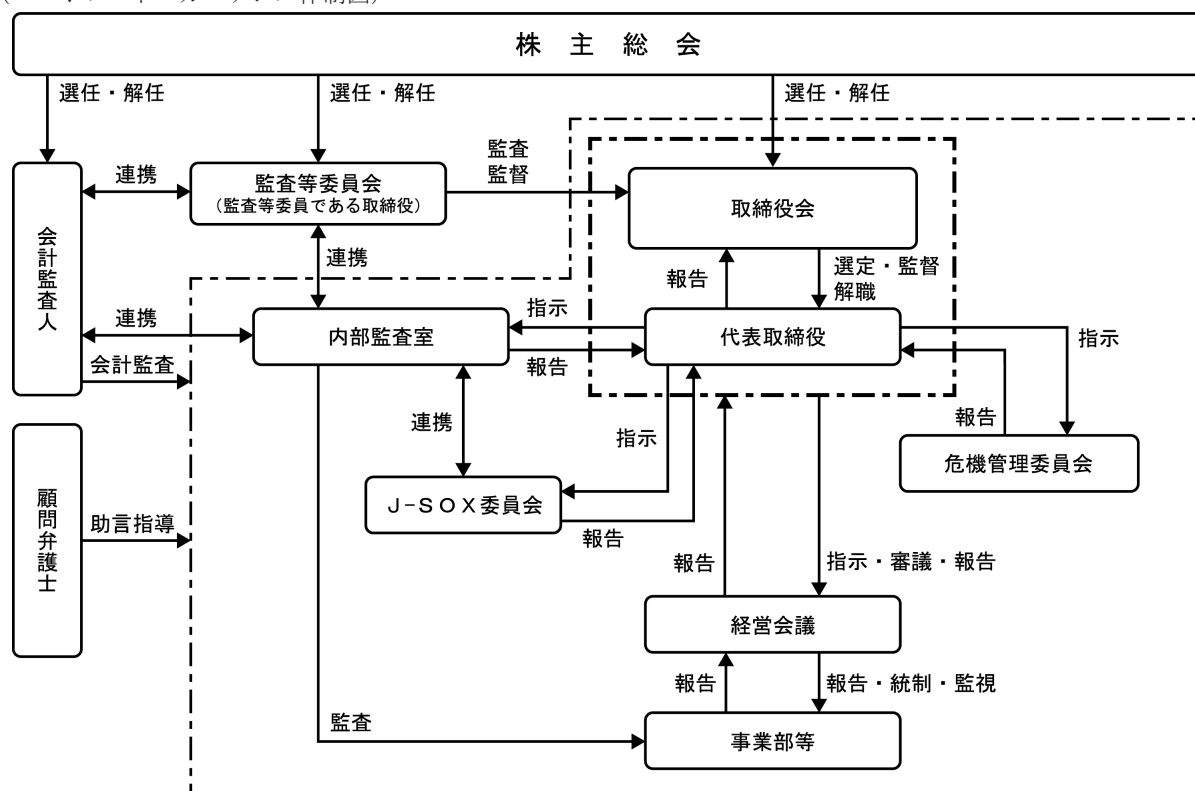 株主総会
選任・解任
選任・解任
選任・解任
会計監査人
連携
監査等委員会
(監査等委員である取締役)
監査
監督
取締役会
連携
報告
選定・監督
解職
連携
会計監査
内部監査室
指示
報告
代表取締役
指示
報告
危機管理委員会
連携
指示
J-SOX委員会
報告
顧問弁護士
助言指導
報告
指示・審議・報告
経営会議
報告
報告・統制・監視
監査
事業部等